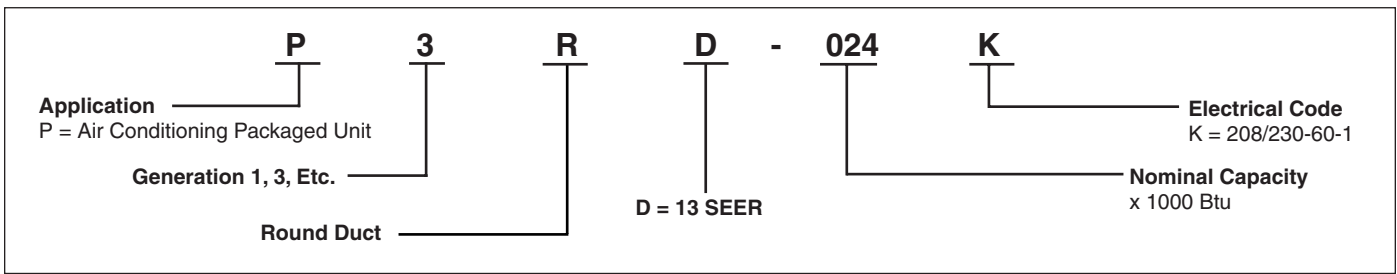 P 3 R D - 024 K
Application
P = Air Conditioning Packaged Unit
Electrical Code
K = 208/230-60-1
Generation 1, 3, Etc.
Nominal Capacity
x 1000 Btu
D = 13 SEER
Round Duct